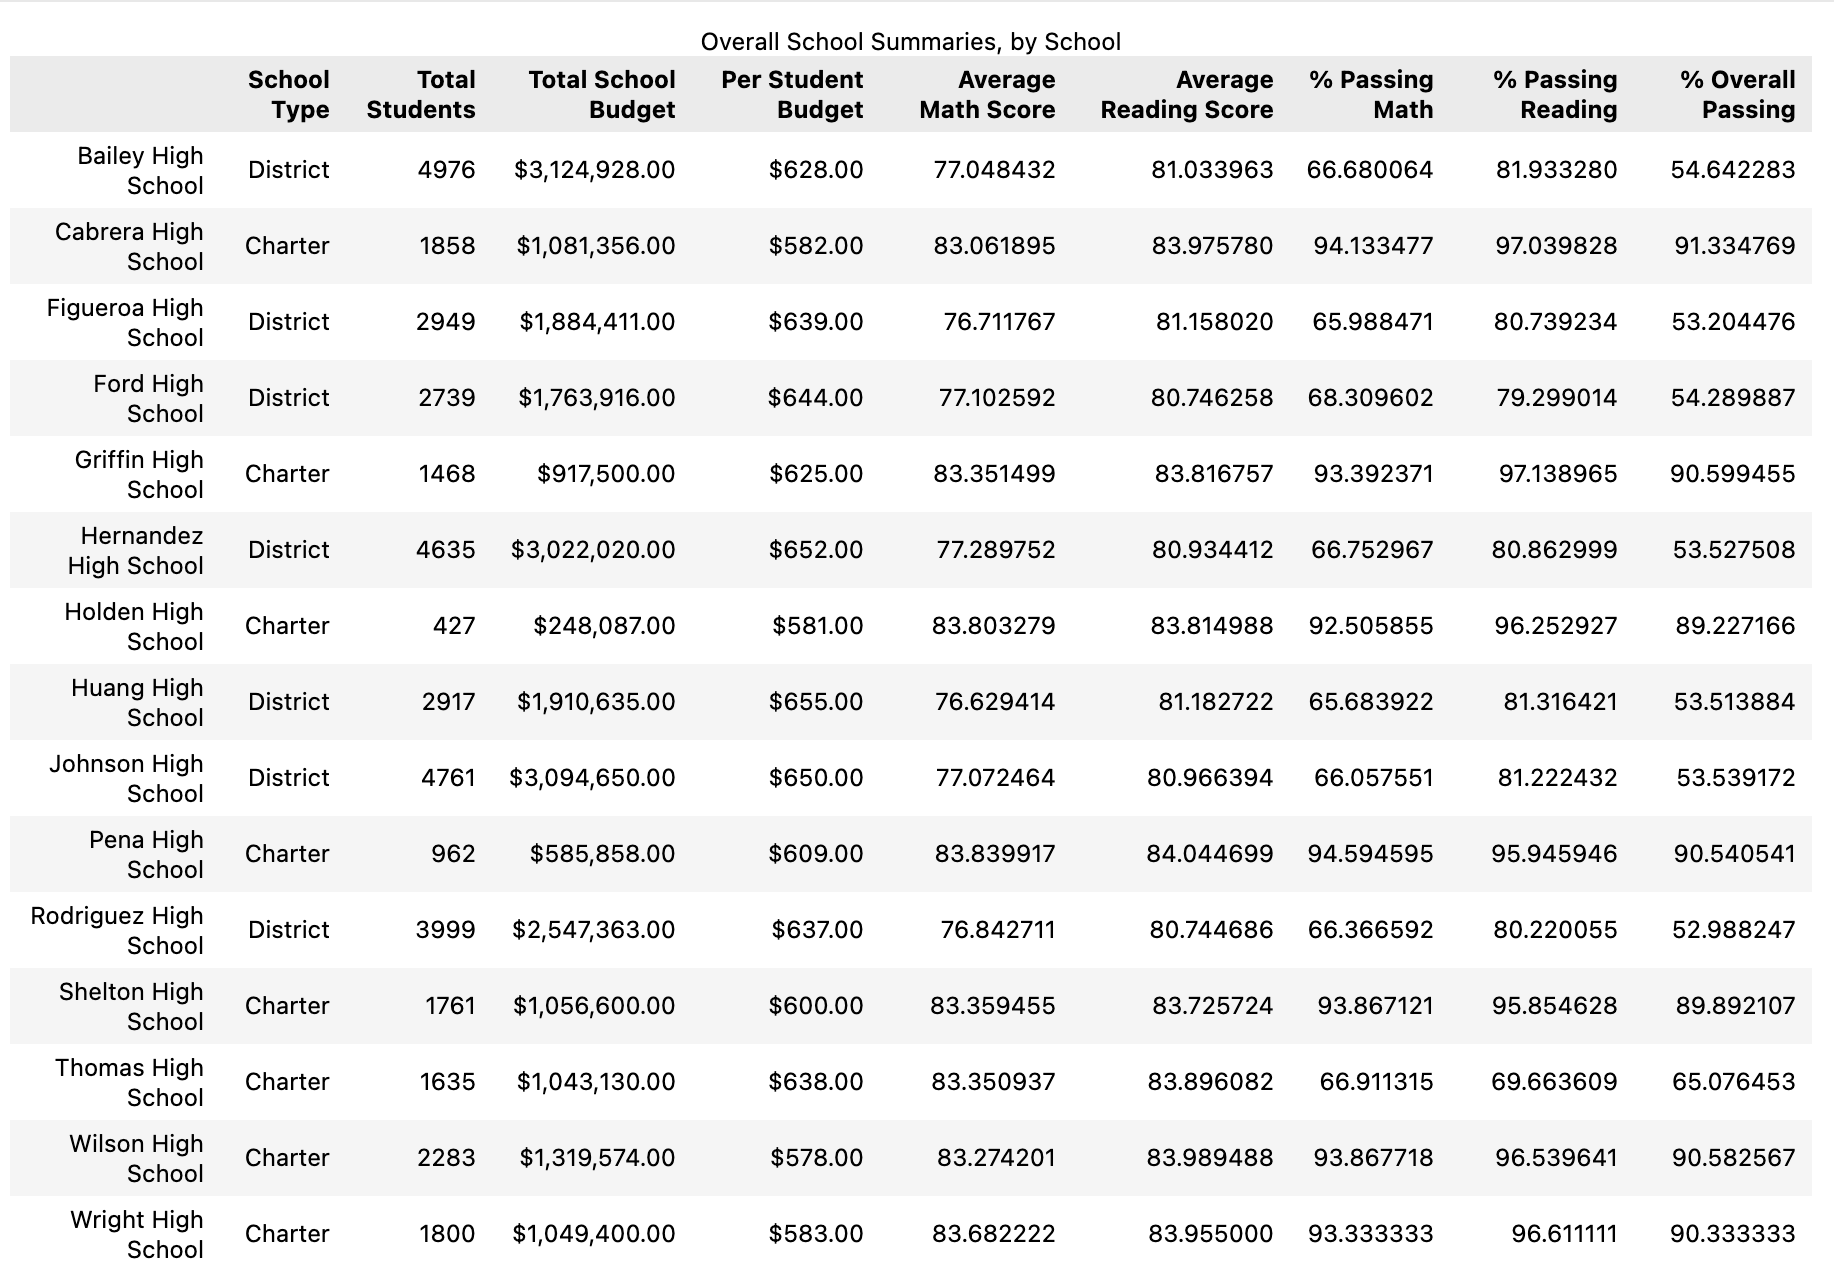 Overall School Summaries, by School
School Type Total Students Total School Budget Per Student Budget Average Math Score Average Reading Score % Passing Math % Passing Reading % Overall Passing
Bailey High School District 4976 $3,124,928.00 $628.00 77.048432 81.033963 66.680064 81.933280 54.642283
Cabrera High School Charter 1858 $1,081,356.00 $582.00 83.061895 83.975780 94.133477 97.039828 91.334769
Figueroa High School District 2949 $1,884,411.00 $639.00 76.711767 81.158020 65.988471 80.739234 53.204476
Ford High School District 2739 $1,763,916.00 $644.00 77.102592 80.746258 68.309602 79.299014 54.289887
Griffin High School Charter 1468 $917,500.00 $625.00 83.351499 83.816757 93.392371 97.138965 90.599455
Hernandez High School District 4635 $3,022,020.00 $652.00 77.289752 80.934412 66.752967 80.862999 53.527508
Holden High School Charter 427 $248,087.00 $581.00 83.803279 83.814988 92.505855 96.252927 89.227166
Huang High School District 2917 $1,910,635.00 $655.00 76.629414 81.182722 65.683922 81.316421 53.513884
Johnson High School District 4761 $3,094,650.00 $650.00 77.072464 80.966394 66.057551 81.222432 53.539172
Pena High School Charter 962 $585,858.00 $609.00 83.839917 84.044699 94.594595 95.945946 90.540541
Rodriguez High School District 3999 $2,547,363.00 $637.00 76.842711 80.744686 66.366592 80.220055 52.988247
Shelton High School Charter 1761 $1,056,600.00 $600.00 83.359455 83.725724 93.867121 95.854628 89.892107
Thomas High School Charter 1635 $1,043,130.00 $638.00 83.350937 83.896082 66.911315 69.663609 65.076453
Wilson High School Charter 2283 $1,319,574.00 $578.00 83.274201 83.989488 93.867718 96.539641 90.582567
Wright High School Charter 1800 $1,049,400.00 $583.00 83.682222 83.955000 93.333333 96.611111 90.333333